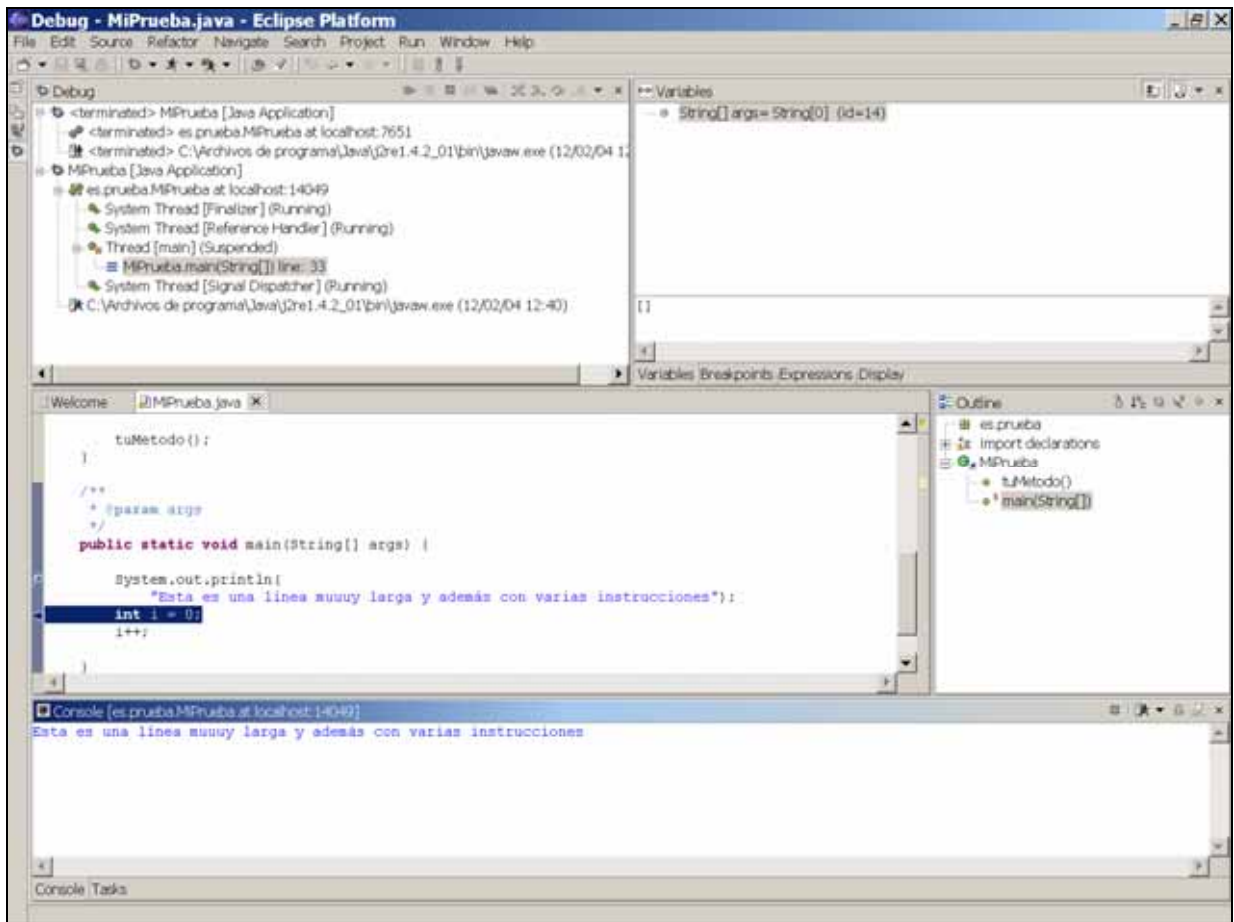 Debug - MiPrueba.java - Eclipse Platform
File Edit Source Refactor Navigate Search Project Run Window Help
Debug
<terminated> MiPrueba [Java Application]
<terminated> es.prueba.MiPrueba at localhost:7651
<terminated> C:\Archivos de programa\Java\j2re1.4.2_01\bin\javaw.exe (12/02/04 12
MiPrueba [Java Application]
es.prueba.MiPrueba at localhost:14049
System Thread [Finalizer] (Running)
System Thread [Reference Handler] (Running)
Thread [main] (Suspended)
MiPrueba.main(String[]) line: 33
System Thread [Signal Dispatcher] (Running)
C:\Archivos de programa\Java\j2re1.4.2_01\bin\javaw.exe (12/02/04 12:40)
Variables
String[] args= String[0] (id=14)
[]
Variables Breakpoints Expressions Display
Welcome MiPrueba.java
tuMetodo();
}
/**
* @param args
*/
public static void main(String[] args) {
System.out.println(
"Esta es una linea muuuy larga y además con varias instrucciones");
int i = 0;
i++;
}
Outline
es.prueba
import declarations
MiPrueba
tuMetodo()
main(String[])
Console [es.prueba.MiPrueba at localhost:14049]
Esta es una linea muuuy larga y además con varias instrucciones
Console Tasks